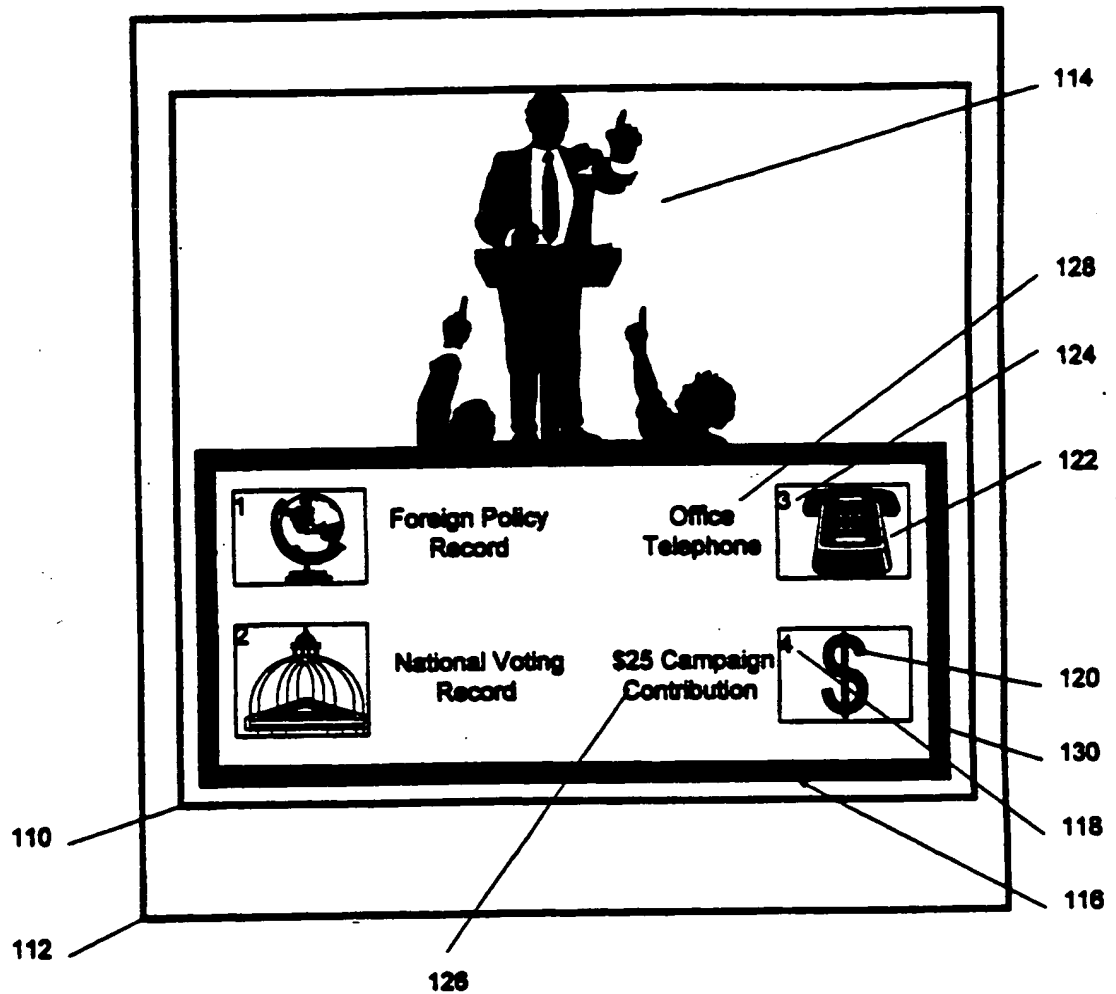 114
128
124
122
1
Foreign Policy
Record
Office
Telephone
3
2
National Voting
Record
$25 Campaign
Contribution
4
120
130
118
116
110
112
126